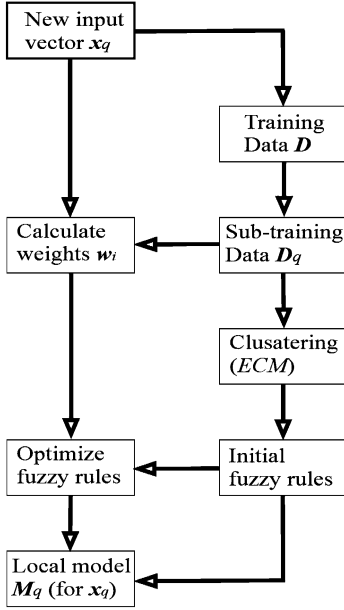 New input
vector xq
Training
Data D
Calculate
weights wi
Sub-training
Data Dq
Clusatering
(ECM)
Optimize
fuzzy rules
Initial
fuzzy rules
Local model
Mq (for xq)